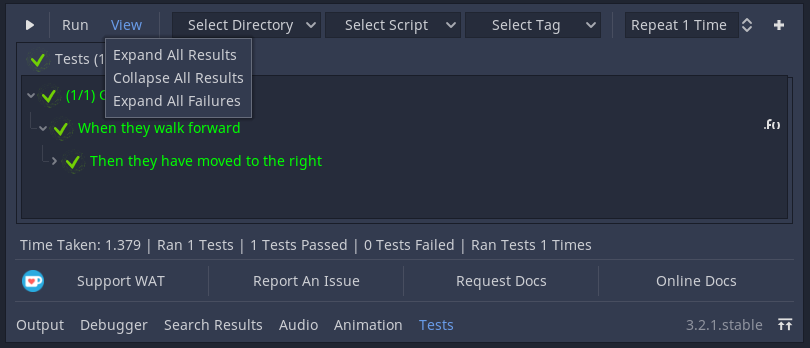 Run View Select Directory Select Script Select Tag Repeat 1 Time
Expand All Results
Tests (1
Collapse All Results
(1/1) G
Expand All Failures
When they walk forward
.f()
Then they have moved to the right
Time Taken: 1.379 | Ran 1 Tests | 1 Tests Passed | 0 Tests Failed | Ran Tests 1 Times
Support WAT Report An Issue Request Docs Online Docs
Output Debugger Search Results Audio Animation Tests 3.2.1.stable